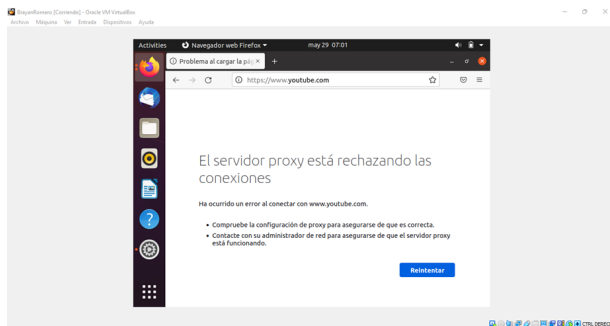 BrayanRomero [Corriendo] - Oracle VM VirtualBox
Archivo Máquina Ver Entrada Dispositivos Ayuda
Activities Navegador web Firefox may 29 07:01
Problema al cargar la pág
https://www.youtube.com
El servidor proxy está rechazando las
conexiones
Ha ocurrido un error al conectar con www.youtube.com.
• Compruebe la configuración de proxy para asegurarse de que es correcta.
• Contacte con su administrador de red para asegurarse de que el servidor proxy
está funcionando.
Reintentar
CTRL DERECHA